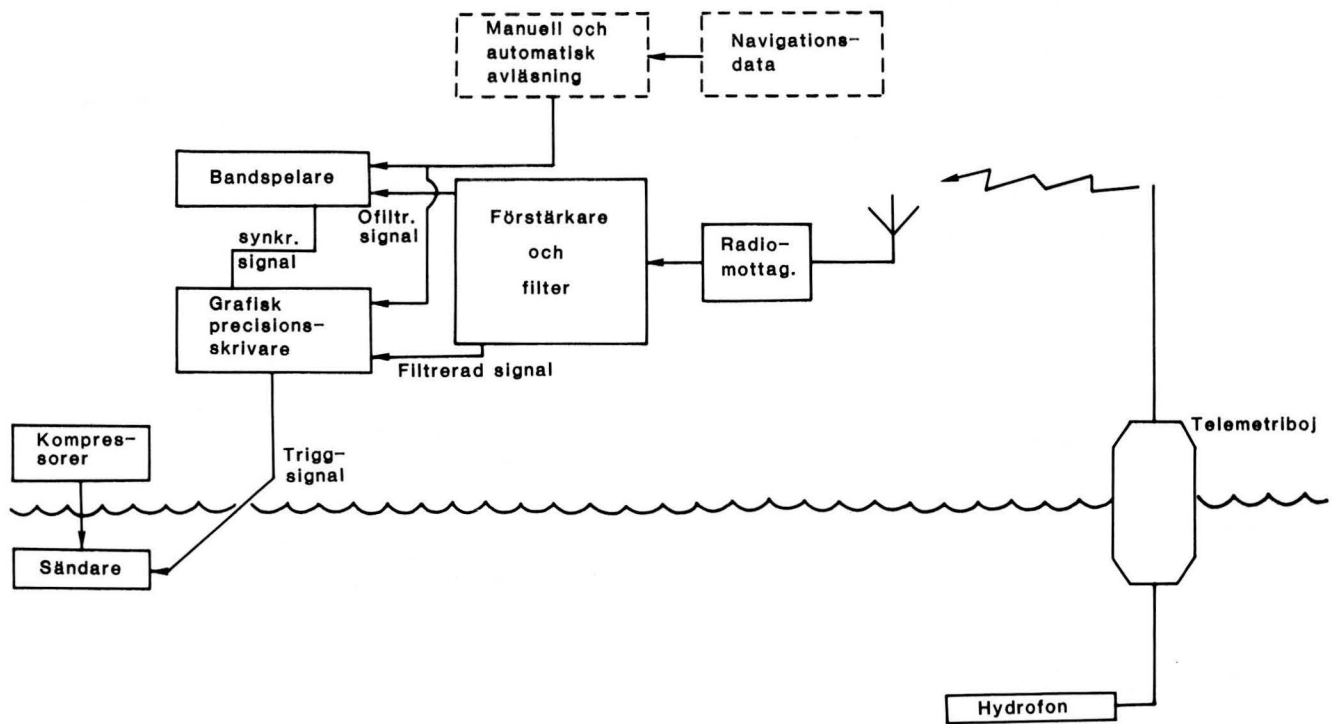 Manuell och
automatisk
avläsning
Navigations-
data
Bandspelare
Ofiltr.
signal
Förstärkare
och
filter
Radio-
mottag.
synkr.
signal
Grafisk
precisions-
skrivare
Filtrerad signal
Telemetriboj
Kompres-
sorer
Trigg-
signal
Sändare
Hydrofon